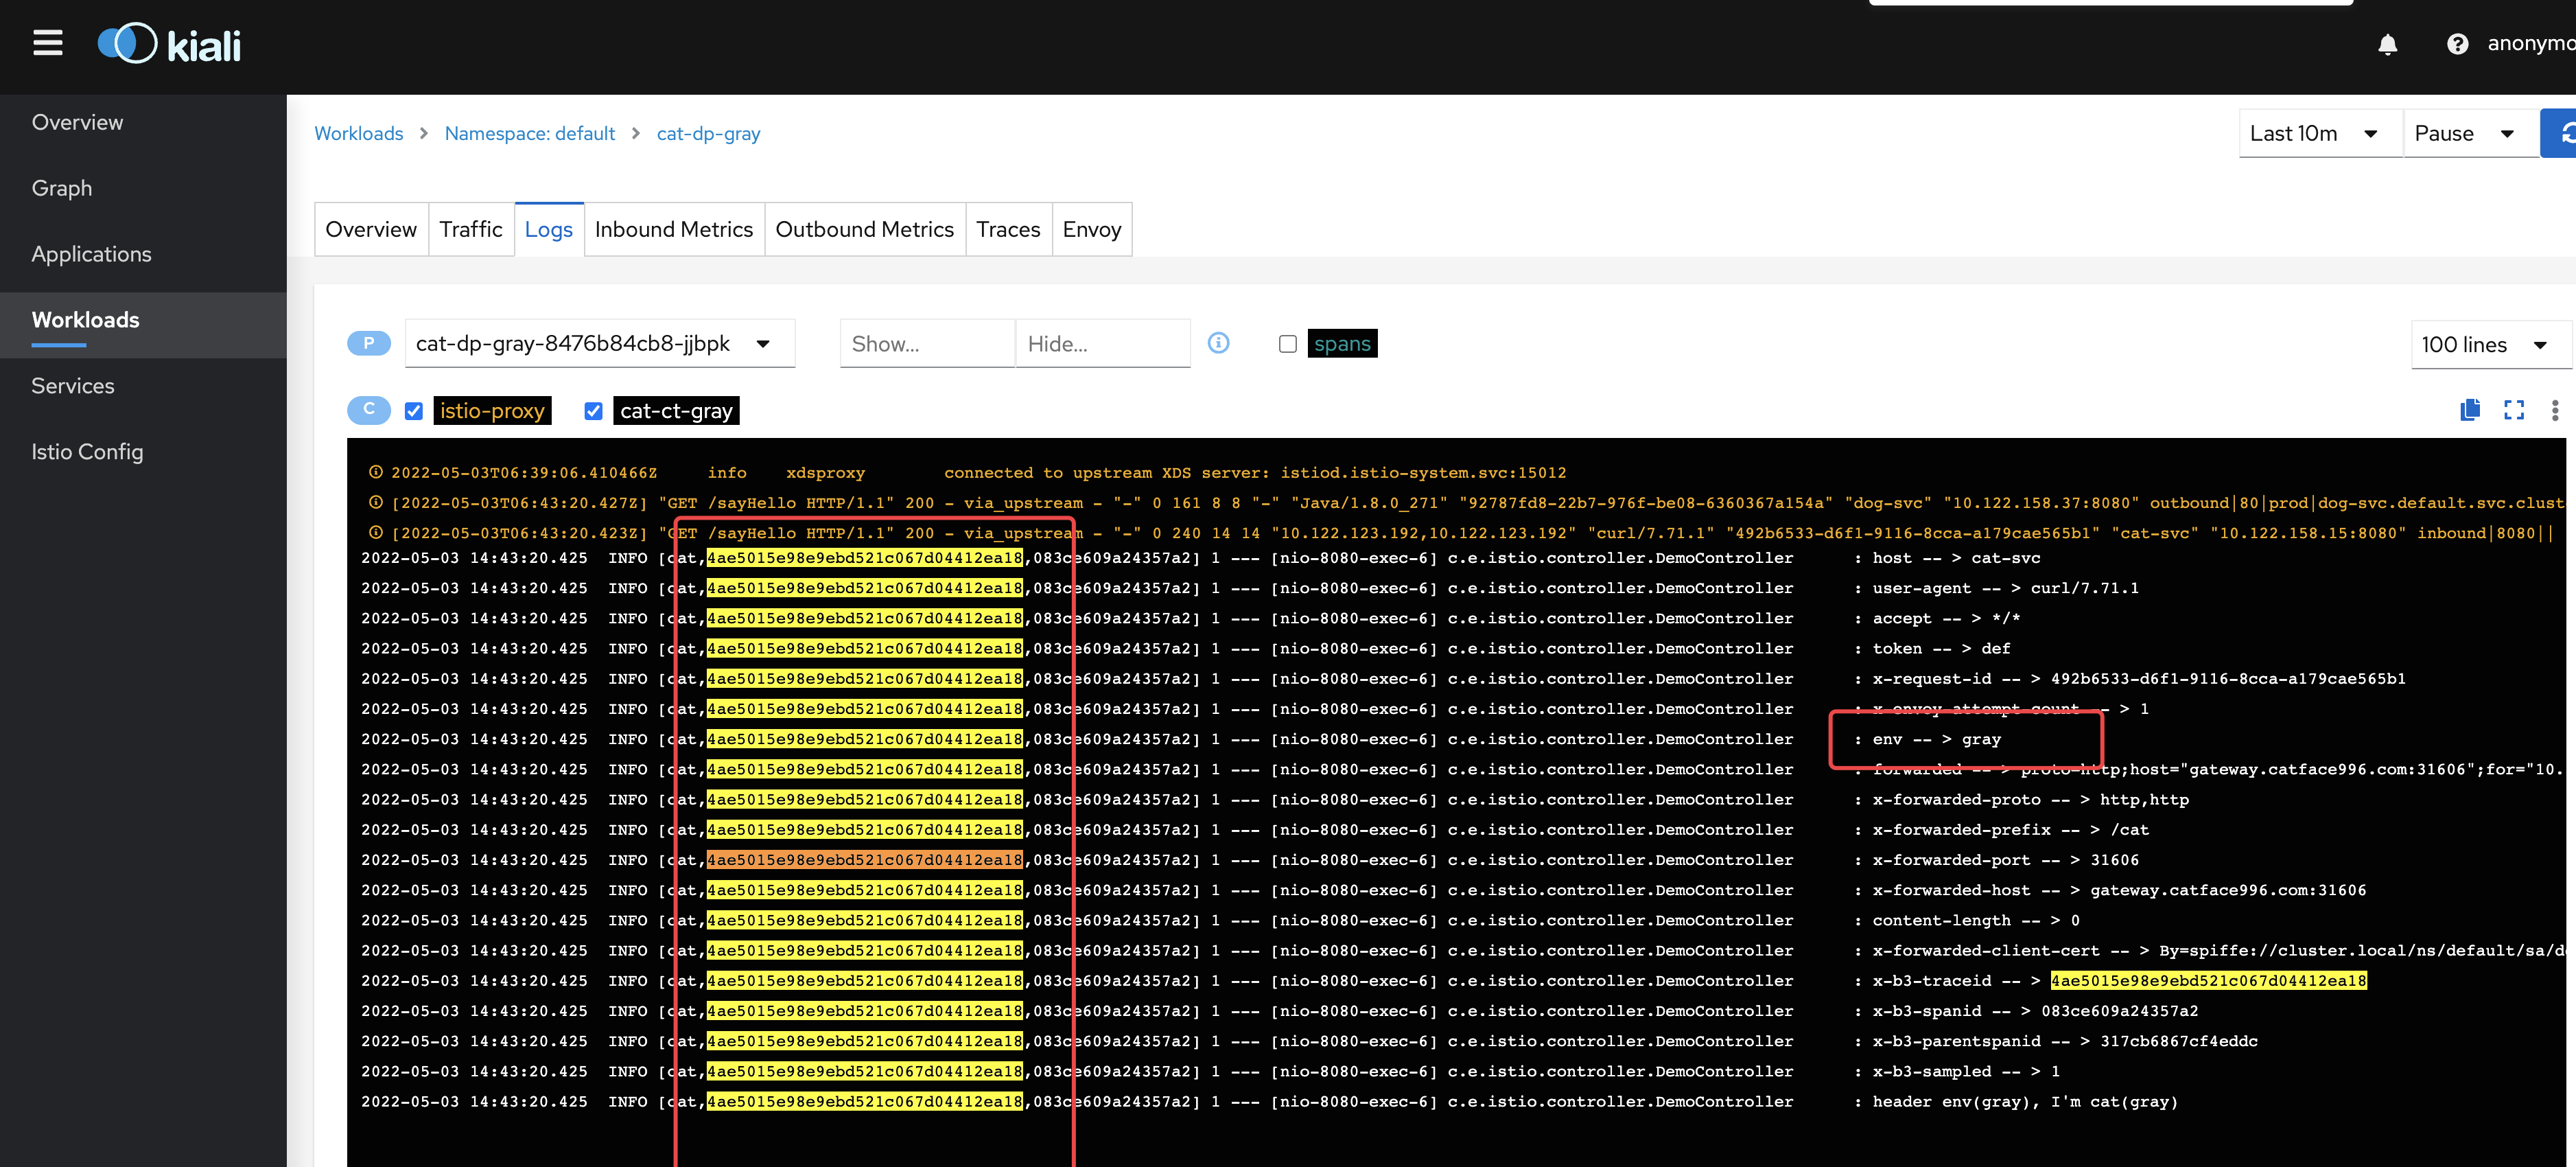 kiali
anonymo
Overview
Graph
Applications
Workloads
Services
Istio Config
Workloads > Namespace: default > cat-dp-gray
Last 10m
Pause
Overview Traffic Logs Inbound Metrics Outbound Metrics Traces Envoy
P cat-dp-gray-8476b84cb8-jjbpk Show... Hide... spans 100 lines
C istio-proxy cat-ct-gray
2022-05-03T06:39:06.410466Z info xdsproxy connected to upstream XDS server: istiod.istio-system.svc:15012
[2022-05-03T06:43:20.427Z] "GET /sayHello HTTP/1.1" 200 - via_upstream - "-" 0 161 8 8 "-" "Java/1.8.0_271" "92787fd8-22b7-976f-be08-6360367a154a" "dog-svc" "10.122.158.37:8080" outbound|80|prod|dog-svc.default.svc.clust
[2022-05-03T06:43:20.423Z] "GET /sayHello HTTP/1.1" 200 - via_upstream - "-" 0 240 14 14 "10.122.123.192,10.122.123.192" "curl/7.71.1" "492b6533-d6f1-9116-8cca-a179cae565b1" "cat-svc" "10.122.158.15:8080" inbound|8080||
2022-05-03 14:43:20.425 INFO [cat,4ae5015e98e9ebd521c067d04412ea18,083ce609a24357a2] 1 --- [nio-8080-exec-6] c.e.istio.controller.DemoController : host -- > cat-svc
2022-05-03 14:43:20.425 INFO [cat,4ae5015e98e9ebd521c067d04412ea18,083ce609a24357a2] 1 --- [nio-8080-exec-6] c.e.istio.controller.DemoController : user-agent -- > curl/7.71.1
2022-05-03 14:43:20.425 INFO [cat,4ae5015e98e9ebd521c067d04412ea18,083ce609a24357a2] 1 --- [nio-8080-exec-6] c.e.istio.controller.DemoController : accept -- > */*
2022-05-03 14:43:20.425 INFO [cat,4ae5015e98e9ebd521c067d04412ea18,083ce609a24357a2] 1 --- [nio-8080-exec-6] c.e.istio.controller.DemoController : token -- > def
2022-05-03 14:43:20.425 INFO [cat,4ae5015e98e9ebd521c067d04412ea18,083ce609a24357a2] 1 --- [nio-8080-exec-6] c.e.istio.controller.DemoController : x-request-id -- > 492b6533-d6f1-9116-8cca-a179cae565b1
2022-05-03 14:43:20.425 INFO [cat,4ae5015e98e9ebd521c067d04412ea18,083ce609a24357a2] 1 --- [nio-8080-exec-6] c.e.istio.controller.DemoController : x-envoy-attempt-count -- > 1
2022-05-03 14:43:20.425 INFO [cat,4ae5015e98e9ebd521c067d04412ea18,083ce609a24357a2] 1 --- [nio-8080-exec-6] c.e.istio.controller.DemoController : env -- > gray
2022-05-03 14:43:20.425 INFO [cat,4ae5015e98e9ebd521c067d04412ea18,083ce609a24357a2] 1 --- [nio-8080-exec-6] c.e.istio.controller.DemoController : forwarded -- > proto=http;host="gateway.catface996.com:31606";for="10.
2022-05-03 14:43:20.425 INFO [cat,4ae5015e98e9ebd521c067d04412ea18,083ce609a24357a2] 1 --- [nio-8080-exec-6] c.e.istio.controller.DemoController : x-forwarded-proto -- > http,http
2022-05-03 14:43:20.425 INFO [cat,4ae5015e98e9ebd521c067d04412ea18,083ce609a24357a2] 1 --- [nio-8080-exec-6] c.e.istio.controller.DemoController : x-forwarded-prefix -- > /cat
2022-05-03 14:43:20.425 INFO [cat,4ae5015e98e9ebd521c067d04412ea18,083ce609a24357a2] 1 --- [nio-8080-exec-6] c.e.istio.controller.DemoController : x-forwarded-port -- > 31606
2022-05-03 14:43:20.425 INFO [cat,4ae5015e98e9ebd521c067d04412ea18,083ce609a24357a2] 1 --- [nio-8080-exec-6] c.e.istio.controller.DemoController : x-forwarded-host -- > gateway.catface996.com:31606
2022-05-03 14:43:20.425 INFO [cat,4ae5015e98e9ebd521c067d04412ea18,083ce609a24357a2] 1 --- [nio-8080-exec-6] c.e.istio.controller.DemoController : content-length -- > 0
2022-05-03 14:43:20.425 INFO [cat,4ae5015e98e9ebd521c067d04412ea18,083ce609a24357a2] 1 --- [nio-8080-exec-6] c.e.istio.controller.DemoController : x-forwarded-client-cert -- > By=spiffe://cluster.local/ns/default/sa/de
2022-05-03 14:43:20.425 INFO [cat,4ae5015e98e9ebd521c067d04412ea18,083ce609a24357a2] 1 --- [nio-8080-exec-6] c.e.istio.controller.DemoController : x-b3-traceid -- > 4ae5015e98e9ebd521c067d04412ea18
2022-05-03 14:43:20.425 INFO [cat,4ae5015e98e9ebd521c067d04412ea18,083ce609a24357a2] 1 --- [nio-8080-exec-6] c.e.istio.controller.DemoController : x-b3-spanid -- > 083ce609a24357a2
2022-05-03 14:43:20.425 INFO [cat,4ae5015e98e9ebd521c067d04412ea18,083ce609a24357a2] 1 --- [nio-8080-exec-6] c.e.istio.controller.DemoController : x-b3-parentspanid -- > 317cb6867cf4eddc
2022-05-03 14:43:20.425 INFO [cat,4ae5015e98e9ebd521c067d04412ea18,083ce609a24357a2] 1 --- [nio-8080-exec-6] c.e.istio.controller.DemoController : x-b3-sampled -- > 1
2022-05-03 14:43:20.425 INFO [cat,4ae5015e98e9ebd521c067d04412ea18,083ce609a24357a2] 1 --- [nio-8080-exec-6] c.e.istio.controller.DemoController : header env(gray), I'm cat(gray)